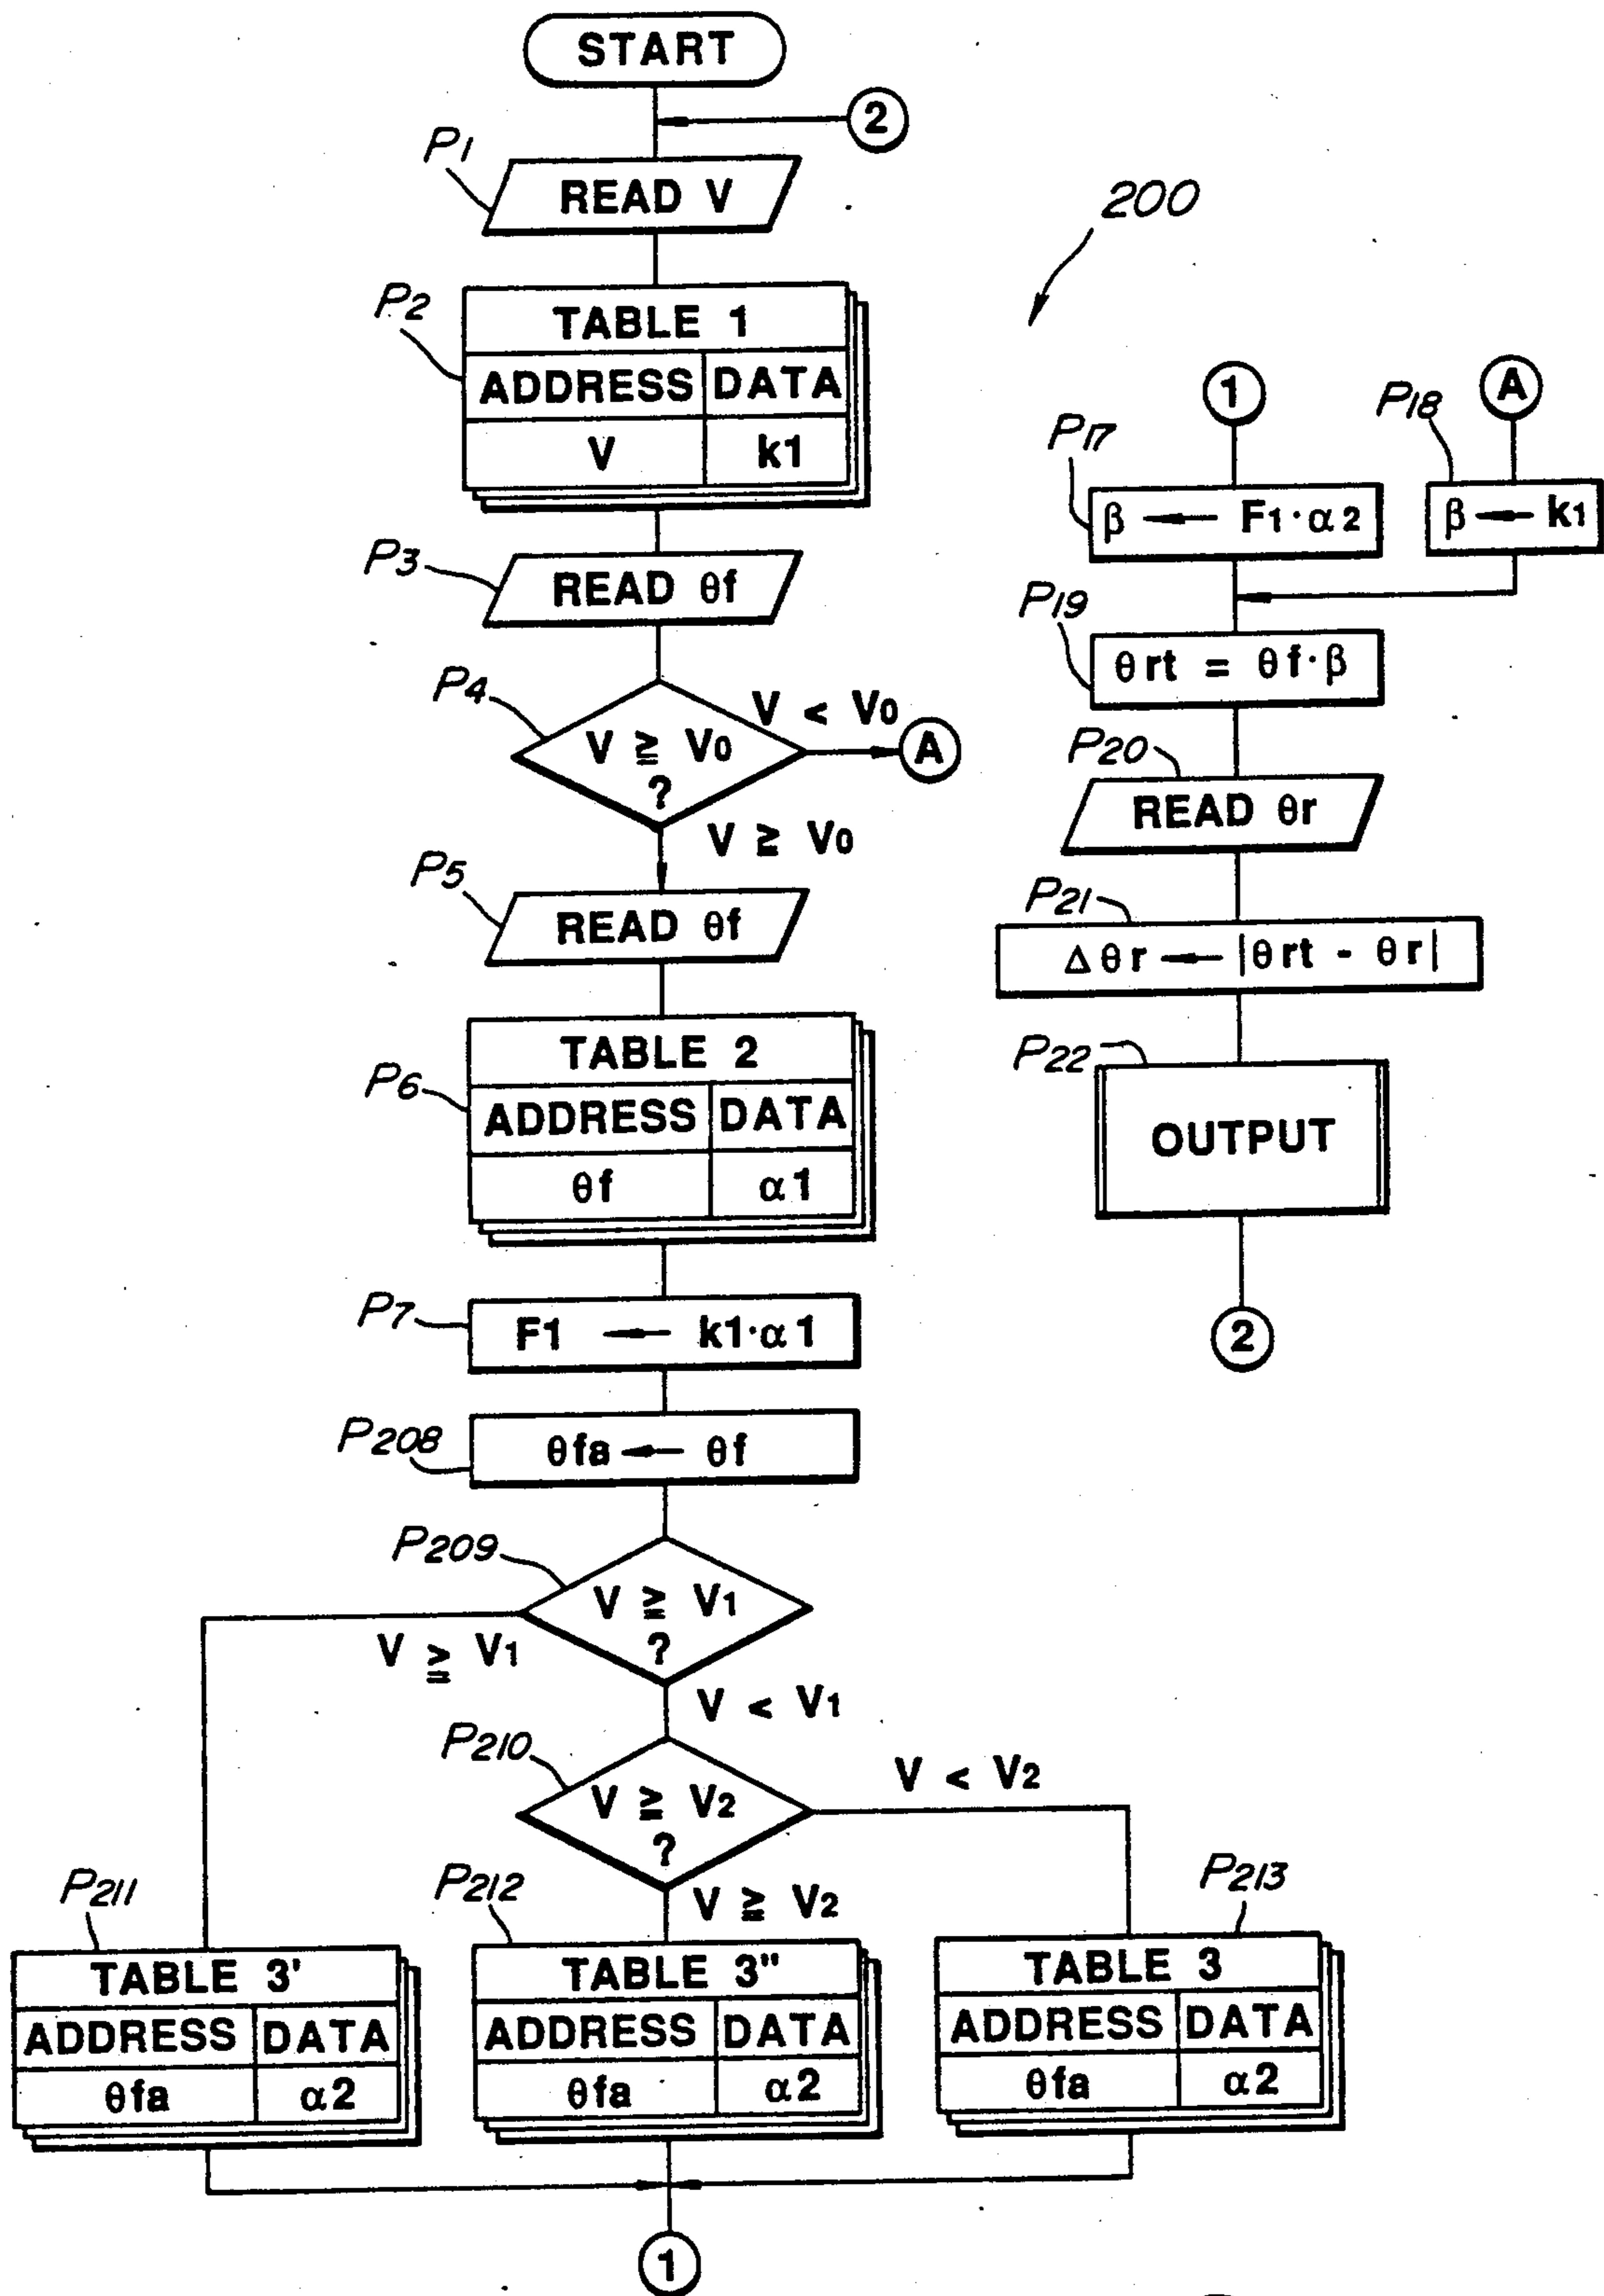 START
2
P1
READ V
200
P2
TABLE 1
ADDRESS DATA
V k1
P3
READ θf
P4
V ≧ V0
?
V < V0
A
V ≧ V0
P5
READ θf
P6
TABLE 2
ADDRESS DATA
θf α1
P7
F1 ← k1·α1
P208
θfa ← θf
P209
V ≧ V1
?
V ≧ V1
V < V1
P210
V ≧ V2
?
V < V2
V ≧ V2
P211
TABLE 3'
ADDRESS DATA
θfa α2
P212
TABLE 3"
ADDRESS DATA
θfa α2
P213
TABLE 3
ADDRESS DATA
θfa α2
1
1
P17
β ← F1·α2
A
P18
β ← k1
P19
θrt = θf·β
P20
READ θr
P21
Δθr ← |θrt - θr|
P22
OUTPUT
2